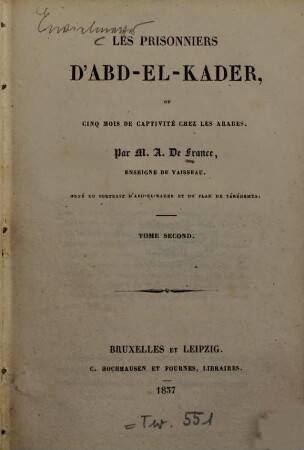 LES PRISONNIERS
D'ABD-EL-KADER,
OU
CINQ MOIS DE CAPTIVITÉ CHEZ LES ARABES.
Par M. A. De France,
ENSEIGNE DE VAISSEAU.
ORNÉ DU PORTRAIT D'ABD-EL-KADER ET DU PLAN DE TÉKÉDEMTA.
TOME SECOND.
BRUXELLES ET LEIPZIG.
C. HOCHHAUSEN ET FOURNES, LIBRAIRES.
1837
= Tw. 551